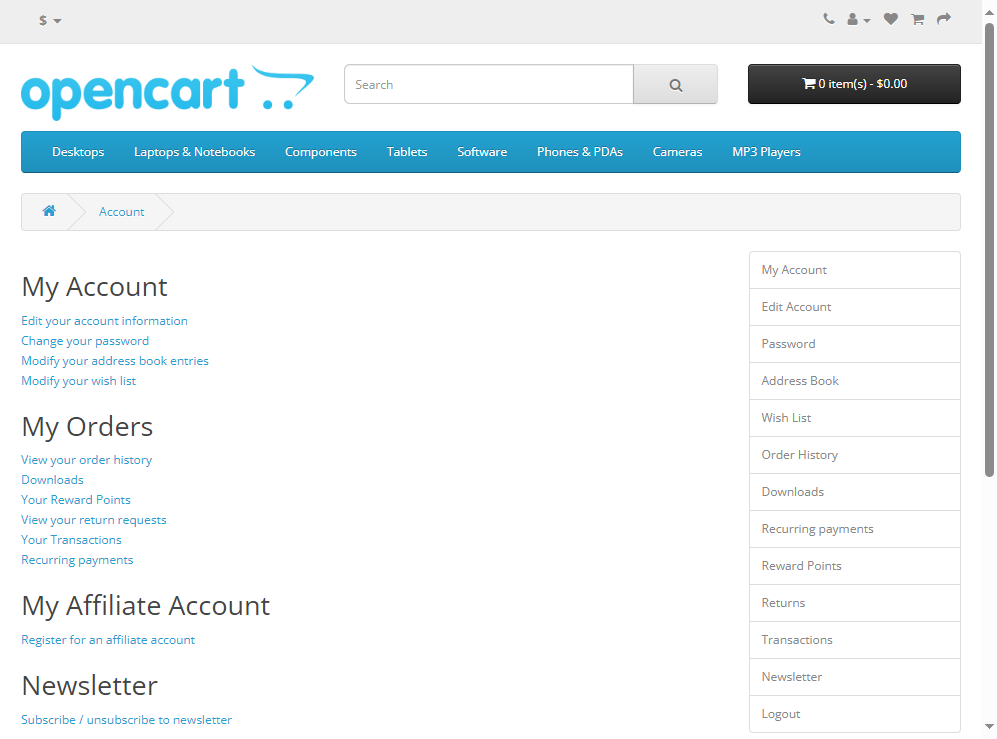 $
opencart
Search
0 item(s) - $0.00
Desktops
Laptops & Notebooks
Components
Tablets
Software
Phones & PDAs
Cameras
MP3 Players
Account
My Account
Edit your account information
Change your password
Modify your address book entries
Modify your wish list
My Orders
View your order history
Downloads
Your Reward Points
View your return requests
Your Transactions
Recurring payments
My Affiliate Account
Register for an affiliate account
Newsletter
Subscribe / unsubscribe to newsletter
My Account
Edit Account
Password
Address Book
Wish List
Order History
Downloads
Recurring payments
Reward Points
Returns
Transactions
Newsletter
Logout